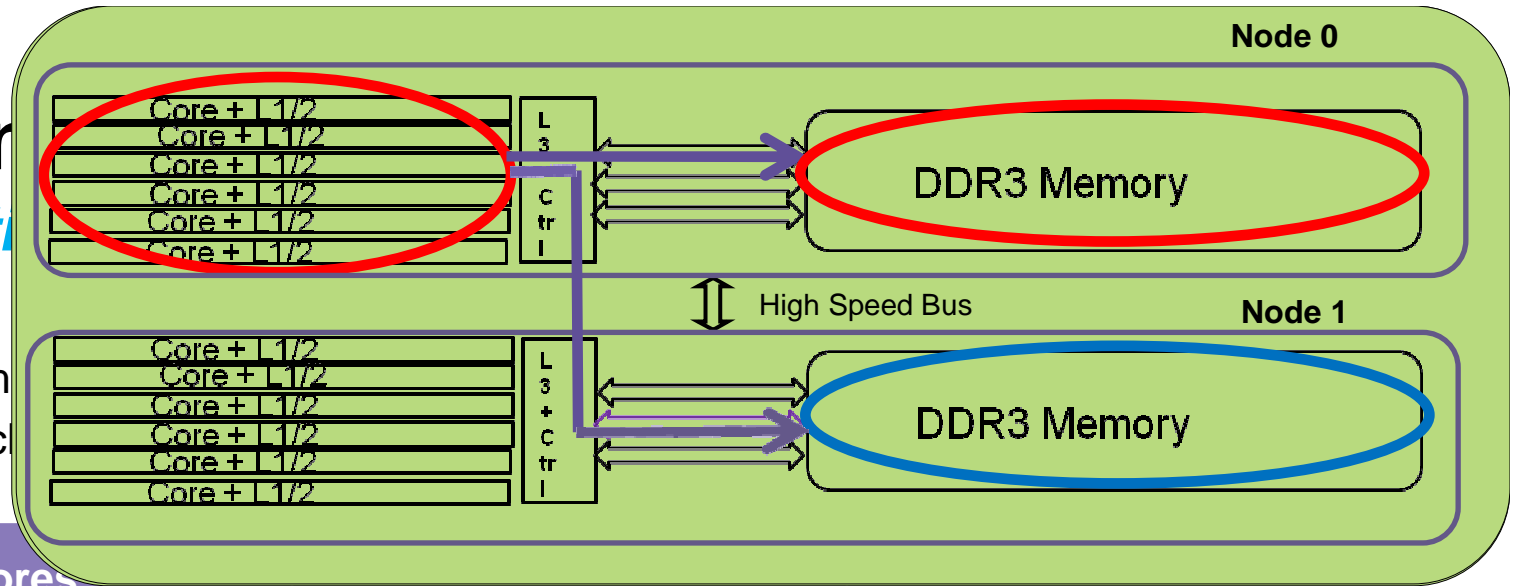 Node 0
Core + L1/2
Core + L1/2
Core + L1/2
Core + L1/2
Core + L1/2
Core + L1/2
L
3
C
tr
l
DDR3 Memory
High Speed Bus
Node 1
Core + L1/2
Core + L1/2
Core + L1/2
Core + L1/2
Core + L1/2
Core + L1/2
L
3
+
C
tr
l
DDR3 Memory
ores